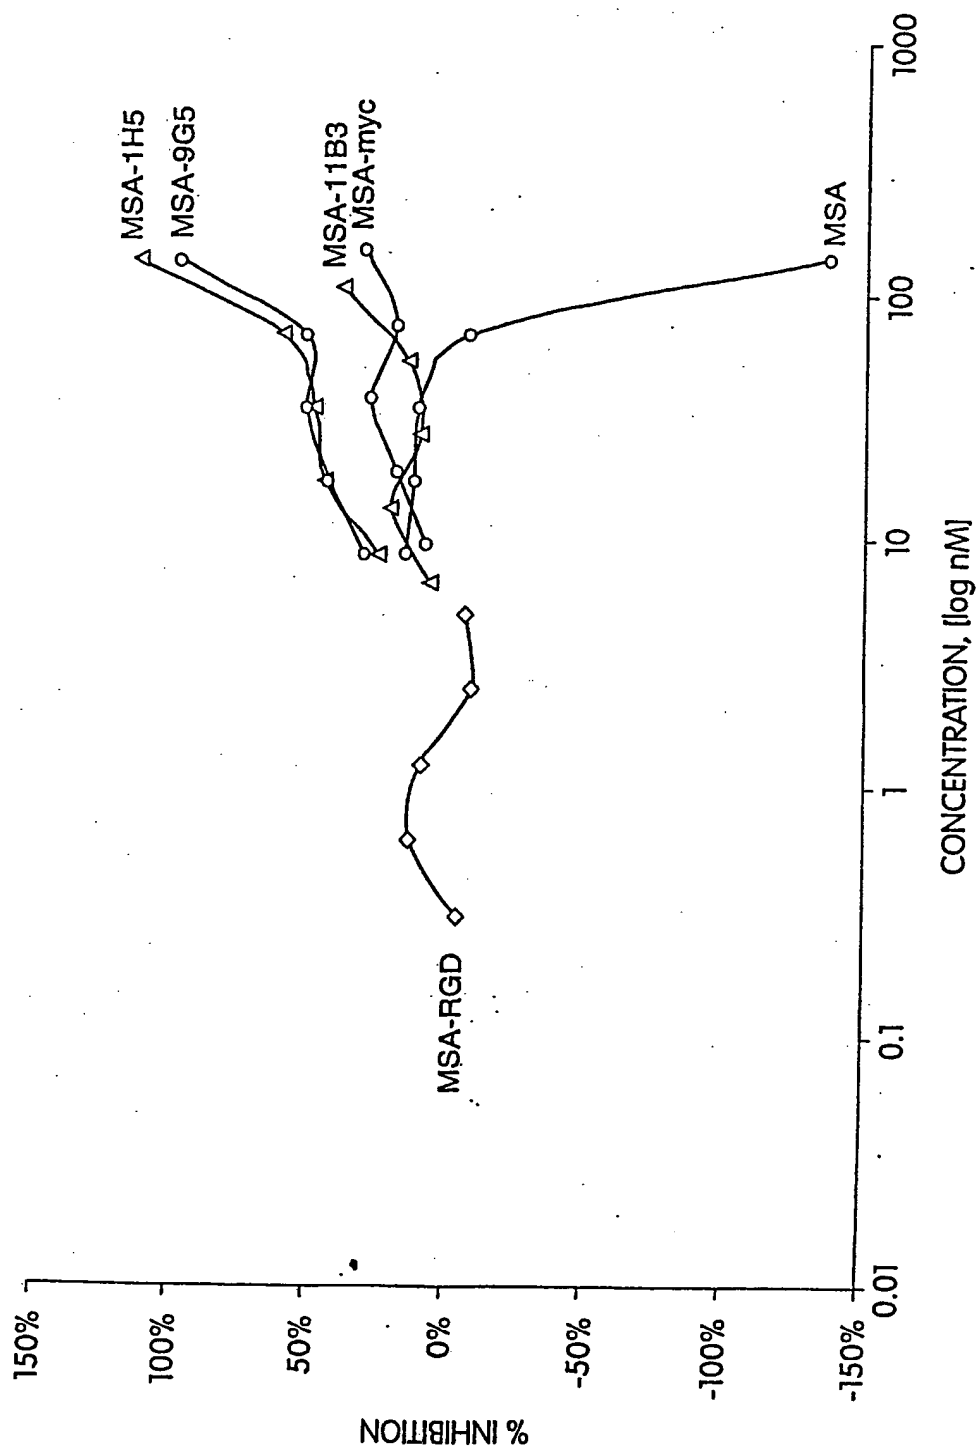 150%
100%
50%
0%
-50%
-100%
-150%
% INHIBITION
0.01
0.1
1
10
100
1000
CONCENTRATION, [log nM]
MSA-RGD
MSA-1H5
MSA-9G5
MSA-11B3
MSA-myc
MSA